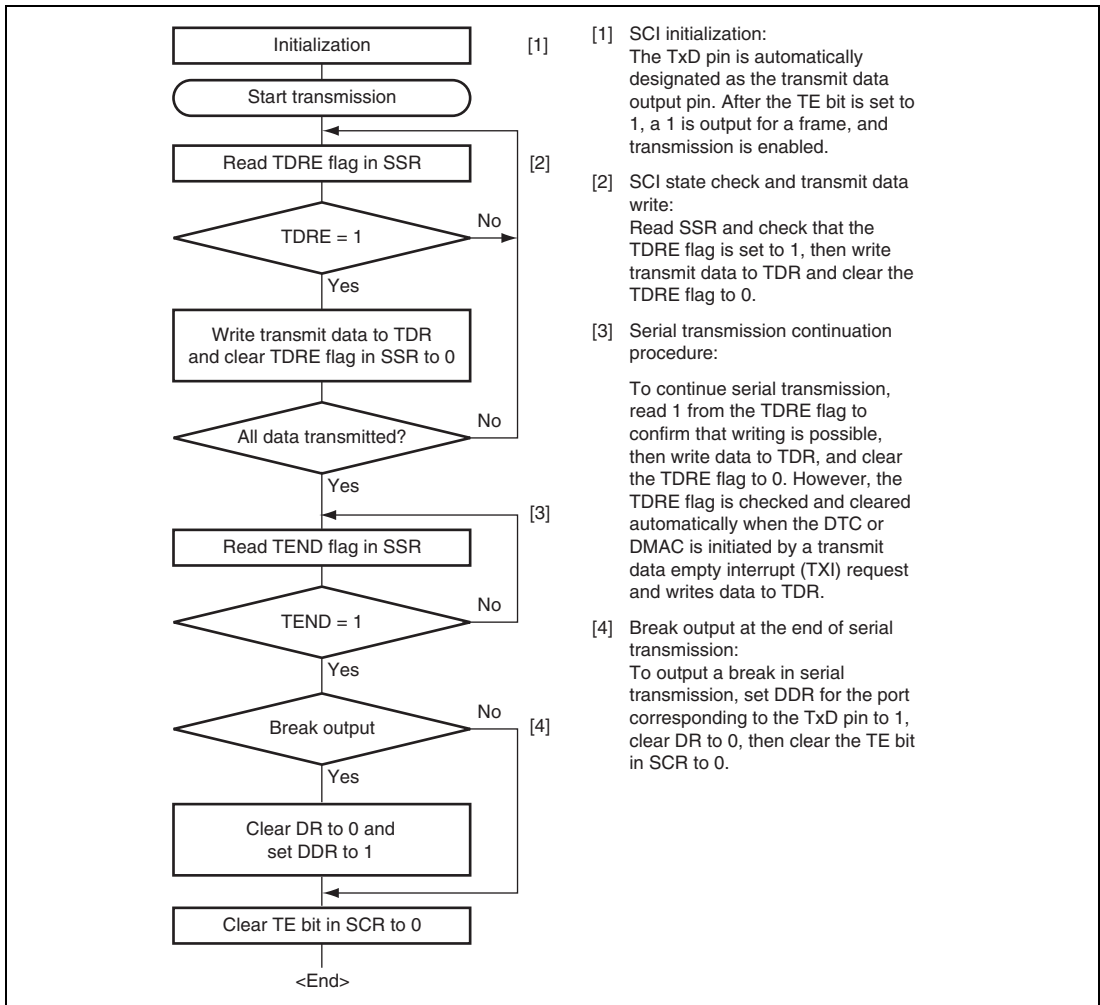 Initialization
[1]
Start transmission
Read TDRE flag in SSR
[2]
TDRE = 1
No
Yes
Write transmit data to TDR
and clear TDRE flag in SSR to 0
All data transmitted?
No
Yes
[3]
Read TEND flag in SSR
TEND = 1
No
Yes
Break output
No
[4]
Yes
Clear DR to 0 and
set DDR to 1
Clear TE bit in SCR to 0
<End>
[1] SCI initialization:
The TxD pin is automatically
designated as the transmit data
output pin. After the TE bit is set to
1, a 1 is output for a frame, and
transmission is enabled.
[2] SCI state check and transmit data
write:
Read SSR and check that the
TDRE flag is set to 1, then write
transmit data to TDR and clear the
TDRE flag to 0.
[3] Serial transmission continuation
procedure:
To continue serial transmission,
read 1 from the TDRE flag to
confirm that writing is possible,
then write data to TDR, and clear
the TDRE flag to 0. However, the
TDRE flag is checked and cleared
automatically when the DTC or
DMAC is initiated by a transmit
data empty interrupt (TXI) request
and writes data to TDR.
[4] Break output at the end of serial
transmission:
To output a break in serial
transmission, set DDR for the port
corresponding to the TxD pin to 1,
clear DR to 0, then clear the TE bit
in SCR to 0.